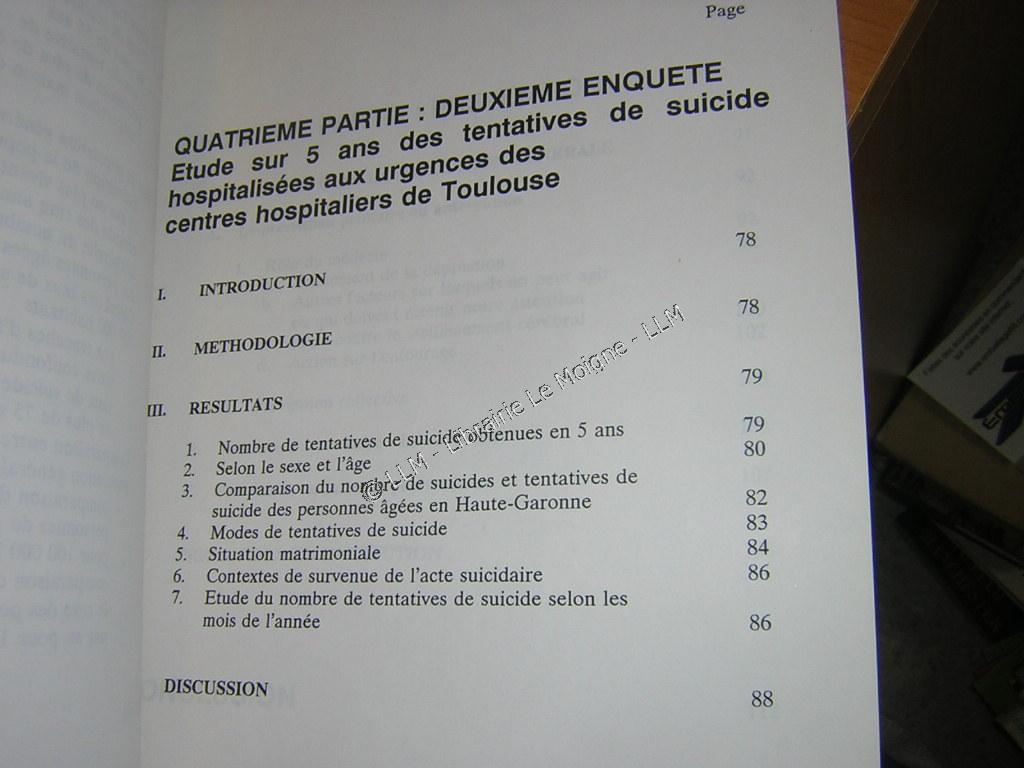 Page
QUATRIEME PARTIE : DEUXIEME ENQUETE
Etude sur 5 ans des tentatives de suicide
hospitalisées aux urgences des
centres hospitaliers de Toulouse
I. INTRODUCTION 78
II. METHODOLOGIE 78
III. RESULTATS 79
1. Nombre de tentatives de suicide obtenues en 5 ans 79
2. Selon le sexe et l'âge 80
3. Comparaison du nombre de suicides et tentatives de
suicide des personnes âgées en Haute-Garonne 82
4. Modes de tentatives de suicide 83
5. Situation matrimoniale 84
6. Contextes de survenue de l'acte suicidaire 86
7. Etude du nombre de tentatives de suicide selon les
mois de l'année 86
DISCUSSION 88
© LLM - Librairie Le Moigne - LLM